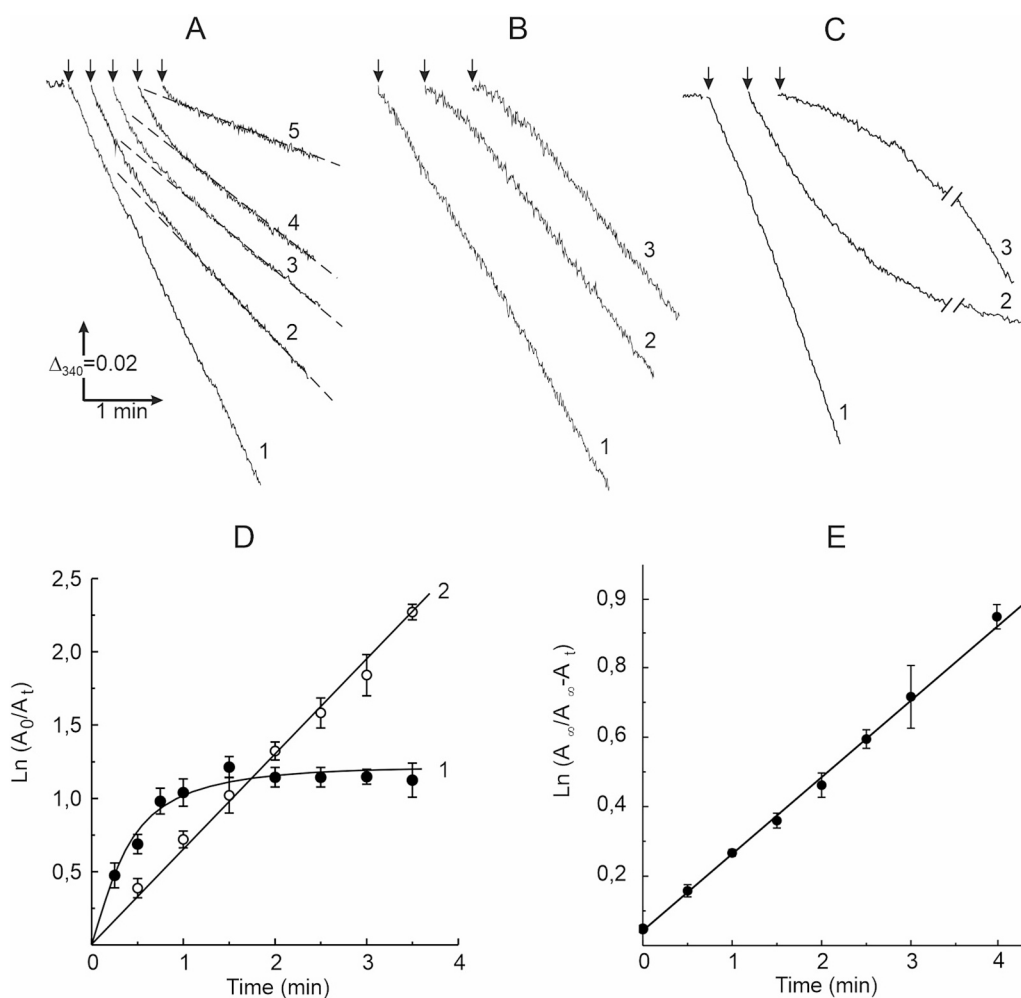 A
B
C
5
4
3
2
1
Δ340=0.02
1 min
3
2
1
3
2
1
D
E
2,5
2,0
1,5
1,0
0,5
Ln (A0/At)
2
1
0 1 2 3 4
Time (min)
0,9
0,8
0,6
0,4
0,2
Ln (A∞/A∞-At)
0 1 2 3 4
Time (min)